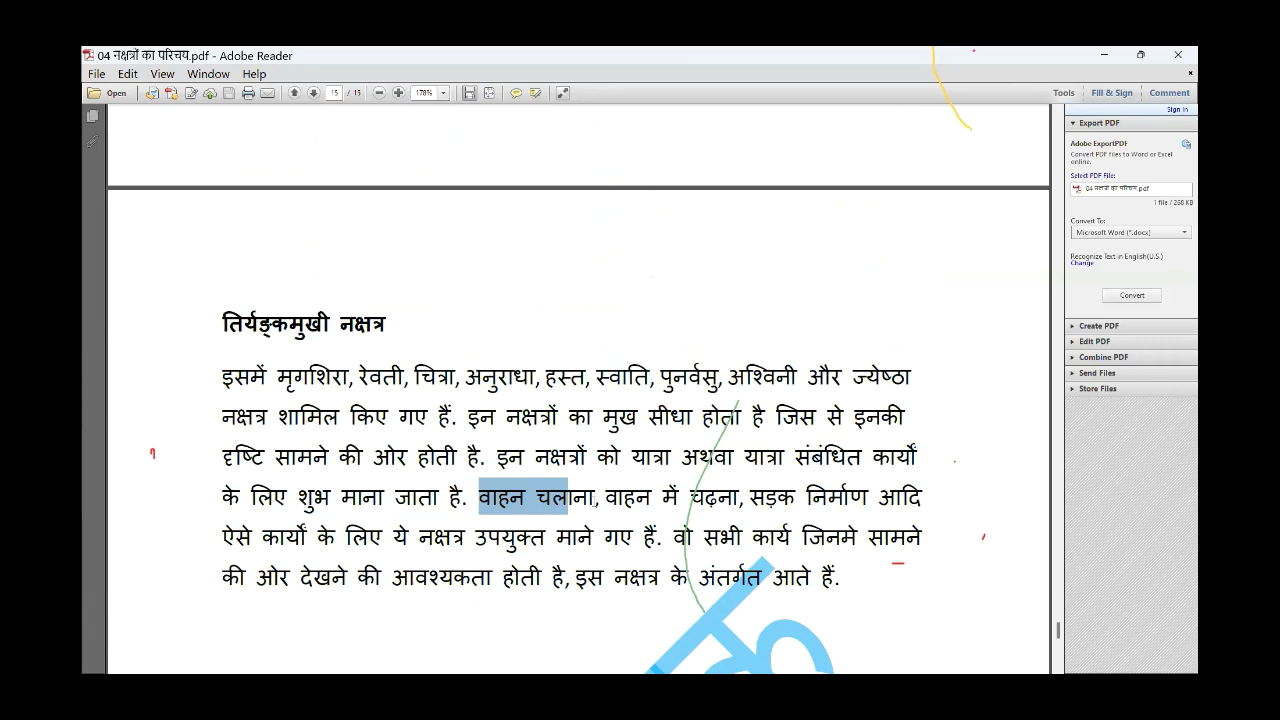 04 नक्षत्रों का परिचय.pdf - Adobe Reader
File Edit View Window Help
Open 15 / 15 178% Tools Fill & Sign Comment
Sign In
Export PDF
Adobe ExportPDF
Convert PDF files to Word or Excel
online.
Select PDF File:
04 नक्षत्रों का परिचय.pdf
1 file / 268 KB
Convert To:
Microsoft Word (*.docx)
Recognize Text in English(U.S.)
Change
Convert
Create PDF
Edit PDF
Combine PDF
Send Files
Store Files
तिर्यङ्कमुखी नक्षत्र
इसमें मृगशिरा, रेवती, चित्रा, अनुराधा, हस्त, स्वाति, पुनर्वसु, अश्विनी और ज्येष्ठा
नक्षत्र शामिल किए गए हैं. इन नक्षत्रों का मुख सीधा होता है जिस से इनकी
दृष्टि सामने की ओर होती है. इन नक्षत्रों को यात्रा अथवा यात्रा संबंधित कार्यों
के लिए शुभ माना जाता है. वाहन चलाना, वाहन में चढ़ना, सड़क निर्माण आदि
ऐसे कार्यों के लिए ये नक्षत्र उपयुक्त माने गए हैं. वो सभी कार्य जिनमे सामने
की ओर देखने की आवश्यकता होती है, इस नक्षत्र के अंतर्गत आते हैं.